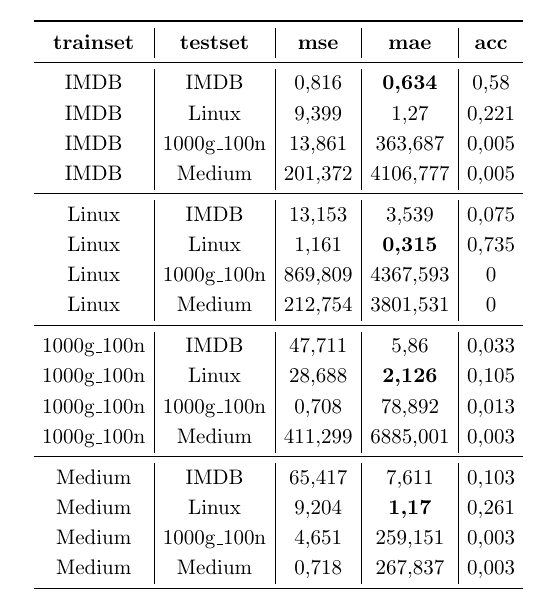 trainset testset mse mae acc
IMDB IMDB 0,816 0,634 0,58
IMDB Linux 9,399 1,27 0,221
IMDB 1000g_100n 13,861 363,687 0,005
IMDB Medium 201,372 4106,777 0,005
Linux IMDB 13,153 3,539 0,075
Linux Linux 1,161 0,315 0,735
Linux 1000g_100n 869,809 4367,593 0
Linux Medium 212,754 3801,531 0
1000g_100n IMDB 47,711 5,86 0,033
1000g_100n Linux 28,688 2,126 0,105
1000g_100n 1000g_100n 0,708 78,892 0,013
1000g_100n Medium 411,299 6885,001 0,003
Medium IMDB 65,417 7,611 0,103
Medium Linux 9,204 1,17 0,261
Medium 1000g_100n 4,651 259,151 0,003
Medium Medium 0,718 267,837 0,003